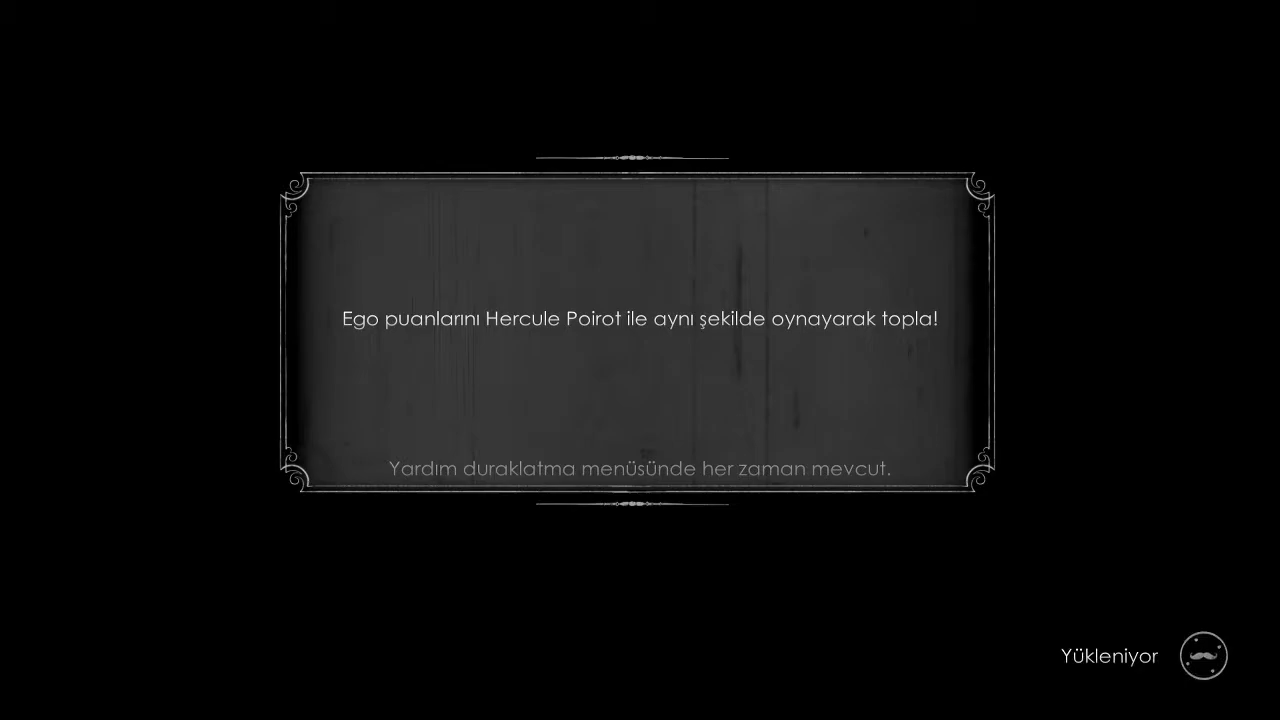 Ego puanlarını Hercule Poirot ile aynı şekilde oynayarak topla!
Yardım duraklatma menüsünde her zaman mevcut.
Yükleniyor